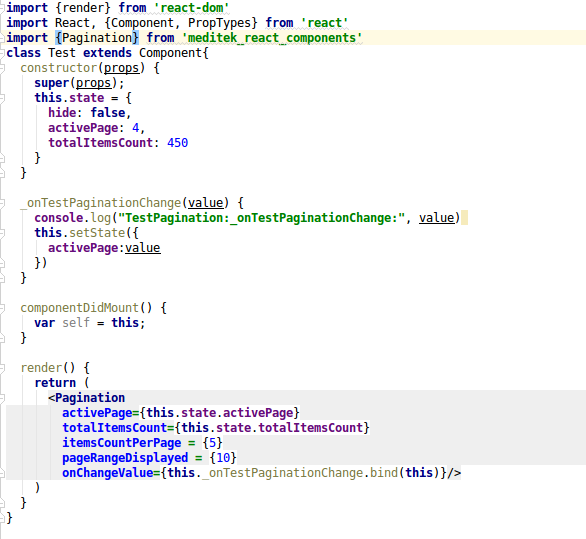 import {render} from 'react-dom'
import React, {Component, PropTypes} from 'react'
import {Pagination} from 'meditek_react_components'
class Test extends Component{
  constructor(props) {
    super(props);
    this.state = {
      hide: false,
      activePage: 4,
      totalItemsCount: 450
    }
  }

  _onTestPaginationChange(value) {
    console.log("TestPagination:_onTestPaginationChange:", value)
    this.setState({
      activePage:value
    })
  }

  componentDidMount() {
    var self = this;
  }

  render() {
    return (
      <Pagination
        activePage={this.state.activePage}
        totalItemsCount={this.state.totalItemsCount}
        itemsCountPerPage = {5}
        pageRangeDisplayed = {10}
        onChangeValue={this._onTestPaginationChange.bind(this)}/>
    )
  }
}